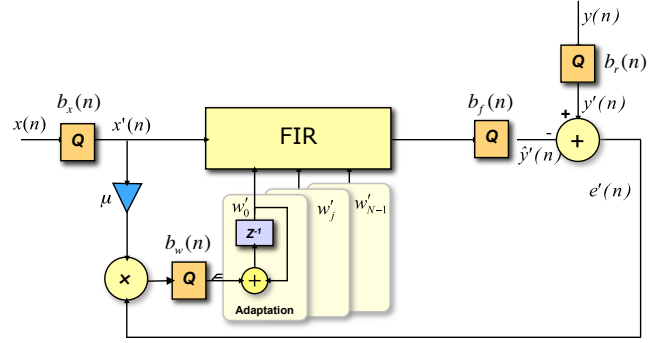 y(n)
Q
b_r(n)
b_x(n)
b_f(n)
x(n)
Q
x'(n)
FIR
Q
+
y'(n)
-
+
ŷ'(n)
e'(n)
μ
w'_0
w'_j
w'_{N-1}
Z⁻¹
b_w(n)
×
Q
+
Adaptation